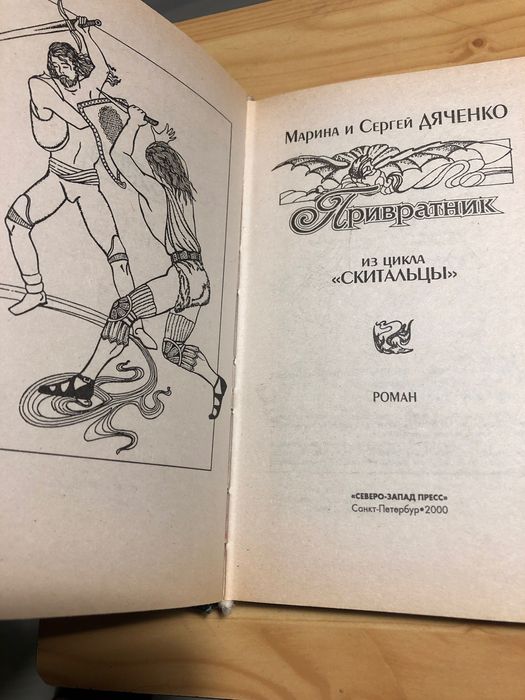 Марина и Сергей ДЯЧЕНКО
Привратник
ИЗ ЦИКЛА
«СКИТАЛЬЦЫ»
РОМАН
«СЕВЕРО-ЗАПАД ПРЕСС»
Санкт-Петербург•2000